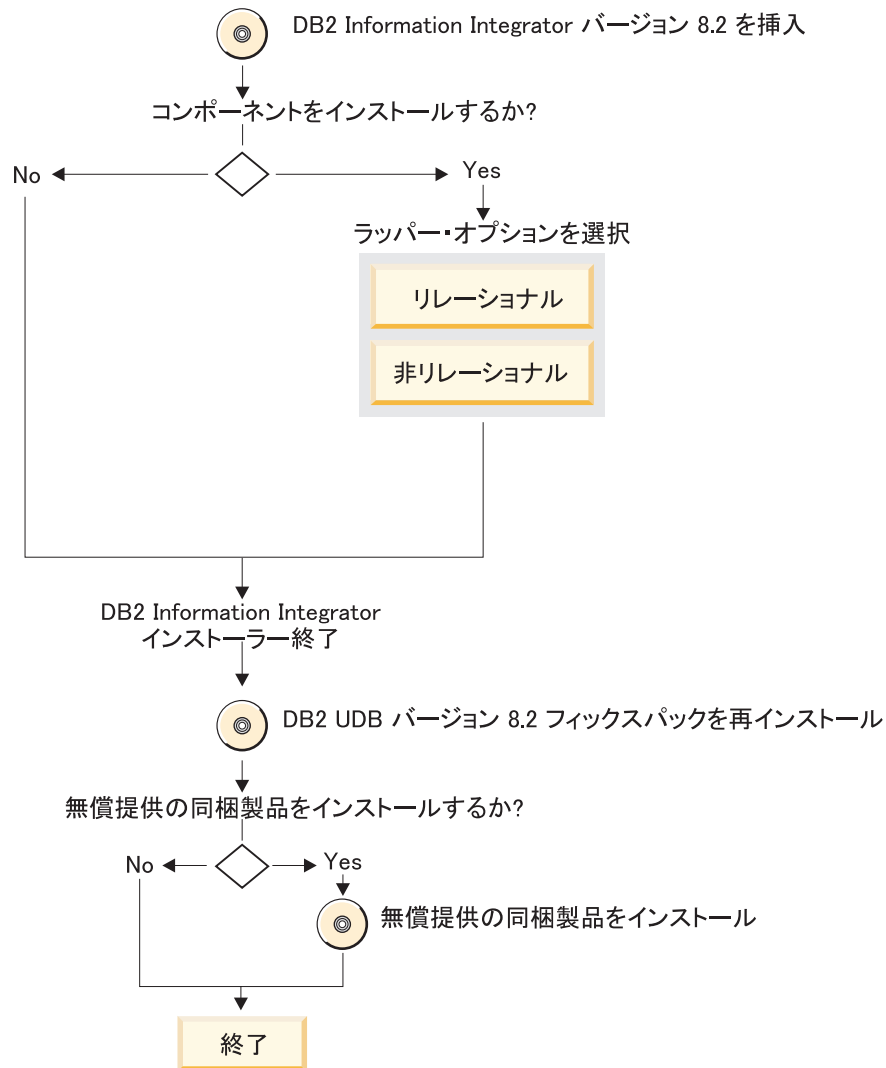 DB2 Information Integrator バージョン 8.2 を挿入
コンポーネントをインストールするか?
No
Yes
ラッパー・オプションを選択
リレーショナル
非リレーショナル
DB2 Information Integrator
インストーラー終了
DB2 UDB バージョン 8.2 フィックスパックを再インストール
無償提供の同梱製品をインストールするか?
No
Yes
無償提供の同梱製品をインストール
終了